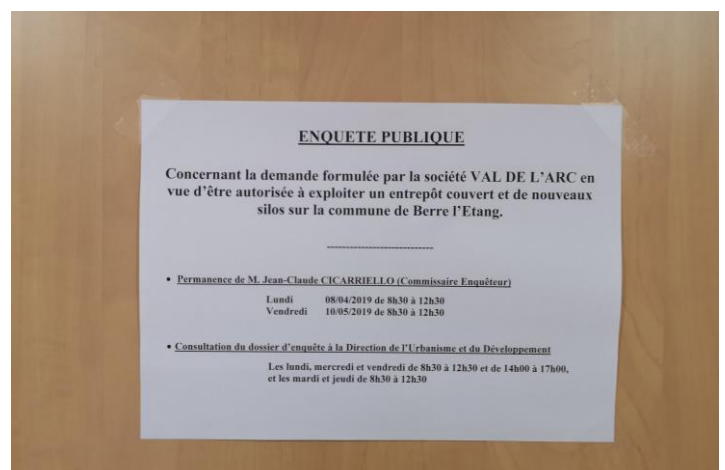 ENQUETE PUBLIQUE
Concernant la demande formulée par la société VAL DE L'ARC en
vue d'être autorisée à exploiter un entrepôt couvert et de nouveaux
silos sur la commune de Berre l'Etang.
----------------------------
• Permanence de M. Jean-Claude CICARRIELLO (Commissaire Enquêteur)
Lundi 08/04/2019 de 8h30 à 12h30
Vendredi 10/05/2019 de 8h30 à 12h30
• Consultation du dossier d'enquête à la Direction de l'Urbanisme et du Développement
Les lundi, mercredi et vendredi de 8h30 à 12h30 et de 14h00 à 17h00,
et les mardi et jeudi de 8h30 à 12h30